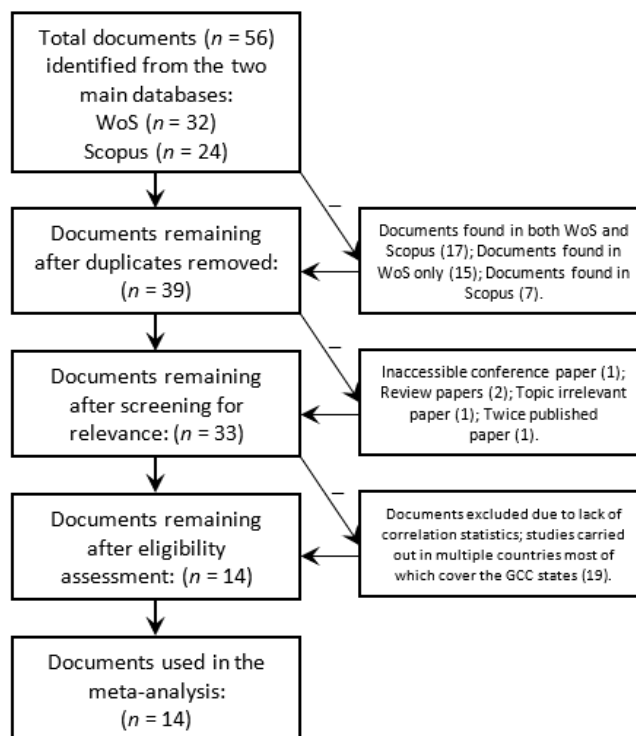 Total documents (n = 56)
identified from the two
main databases:
WoS (n = 32)
Scopus (n = 24)
–
Documents remaining
after duplicates removed:
(n = 39)
Documents found in both WoS and
Scopus (17); Documents found in
WoS only (15); Documents found in
Scopus (7).
–
Documents remaining
after screening for
relevance: (n = 33)
Inaccessible conference paper (1);
Review papers (2); Topic irrelevant
paper (1); Twice published
paper (1).
–
Documents remaining
after eligibility
assessment: (n = 14)
Documents excluded due to lack of
correlation statistics; studies carried
out in multiple countries most of
which cover the GCC states (19).
Documents used in the
meta-analysis:
(n = 14)